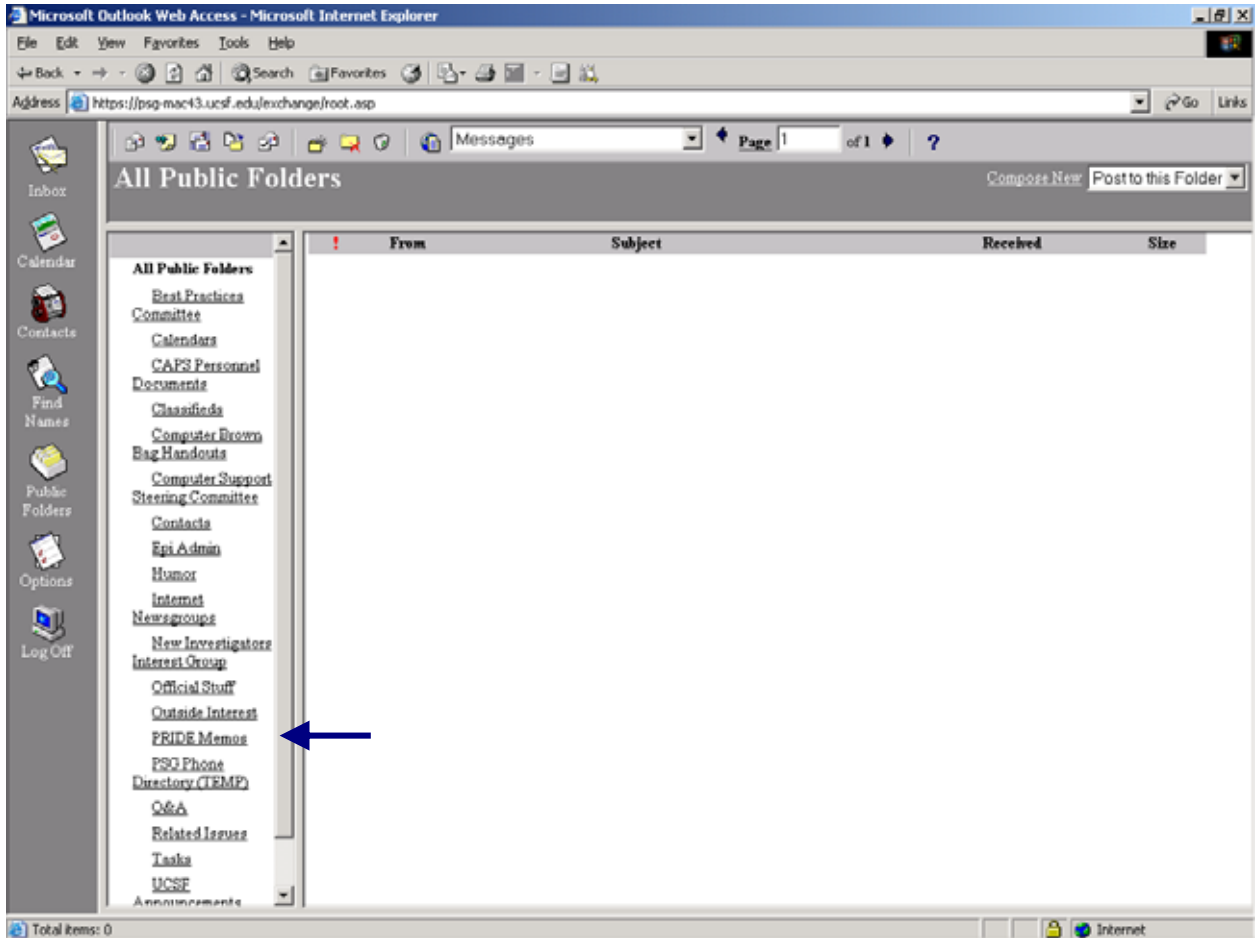 Microsoft Outlook Web Access - Microsoft Internet Explorer
File Edit View Favorites Tools Help
Back Search Favorites
Address https://psg-mac43.ucsf.edu/exchange/root.asp Go Links
Messages Page 1 of 1 ?
All Public Folders
Compose New Post to this Folder
Inbox
Calendar
Contacts
Find
Names
Public
Folders
Options
Log Off
All Public Folders
Best Practices
Committee
Calendars
CAPS Personnel
Documents
Classifieds
Computer Brown
Bag Handouts
Computer Support
Steering Committee
Contacts
Epi Admin
Humor
Internet
Newsgroups
New Investigators
Interest Group
Official Stuff
Outside Interest
PRIDE Memos
PSG Phone
Directory (TEMP)
Q&A
Related Issues
Tasks
UCSF
Announcements
! From Subject Received Size
Total items: 0 Internet